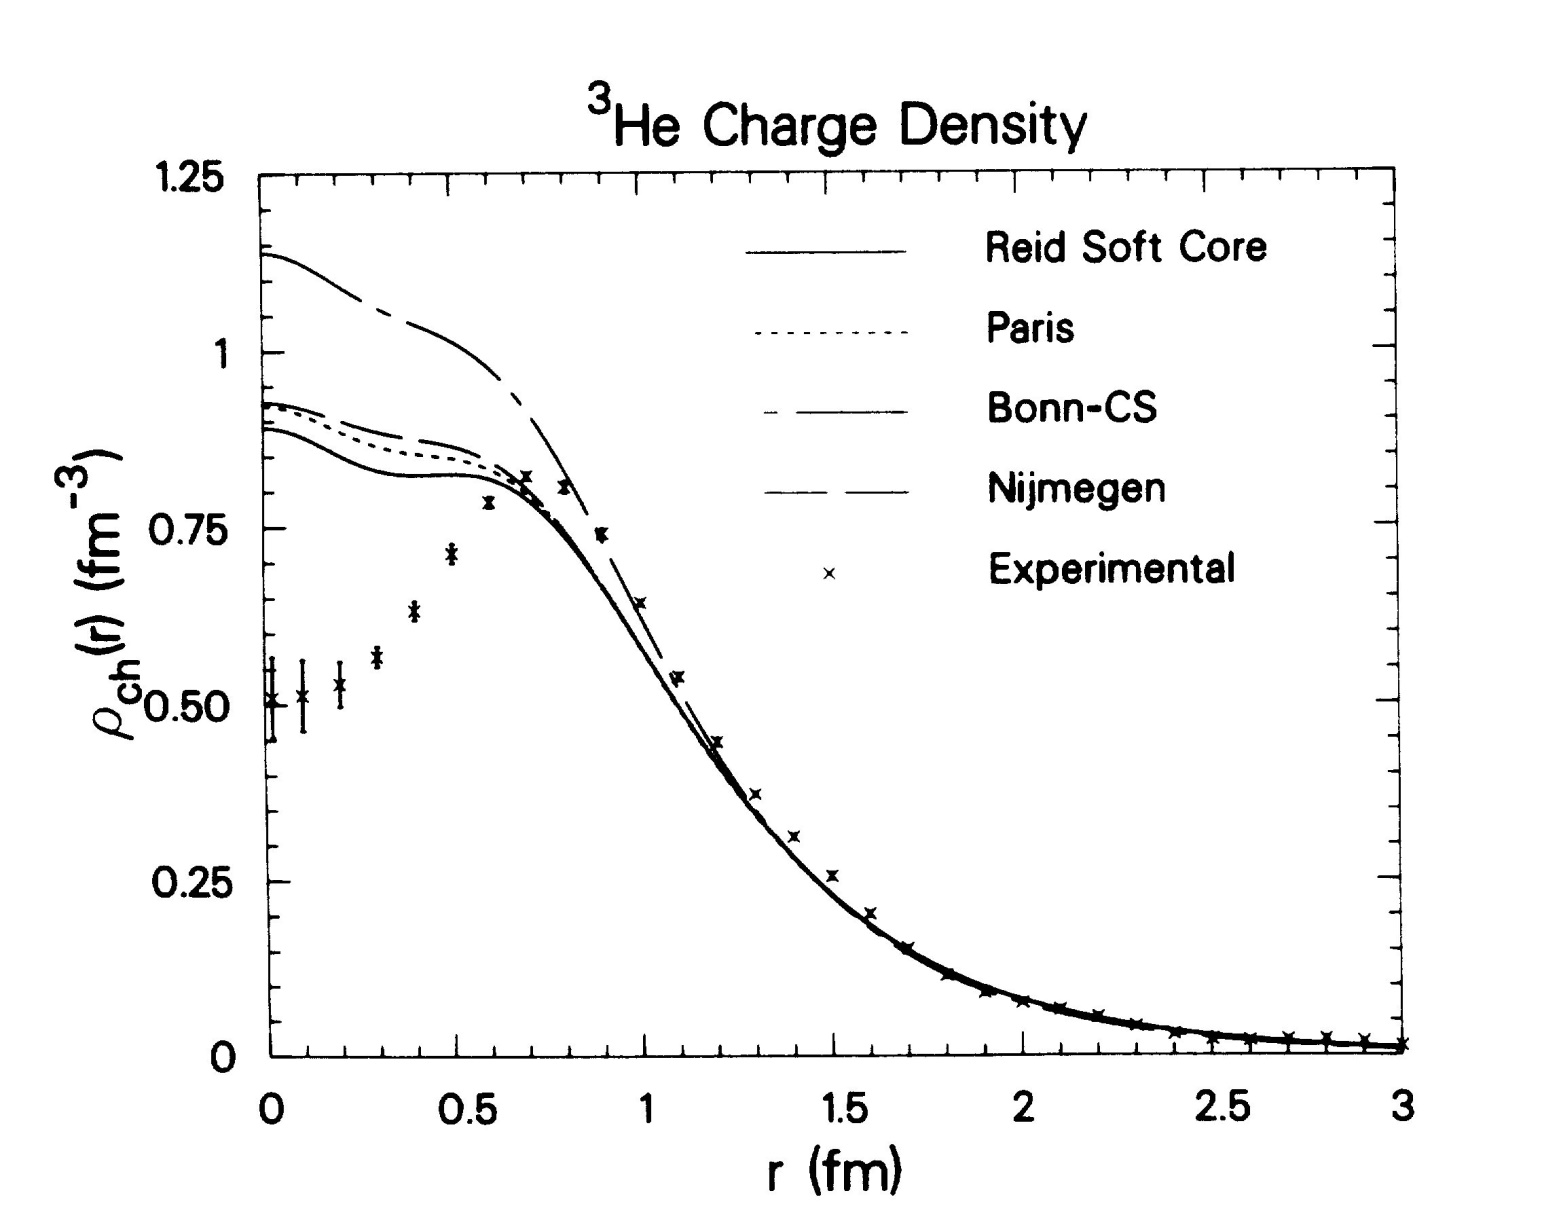 ³He Charge Density
1.25
1
0.75
0.50
0.25
0
ρch(r) (fm⁻³)
Reid Soft Core
Paris
Bonn-CS
Nijmegen
Experimental
0 0.5 1 1.5 2 2.5 3
r (fm)